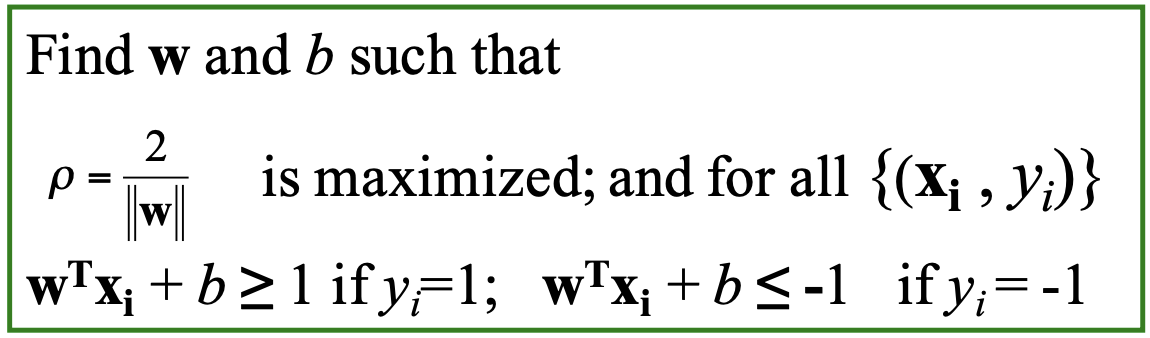 Find w and b such that
ρ = 2 / ‖w‖ is maximized; and for all {(xᵢ , yᵢ)}
wᵀxᵢ + b ≥ 1 if yᵢ=1; wᵀxᵢ + b ≤ -1 if yᵢ = -1